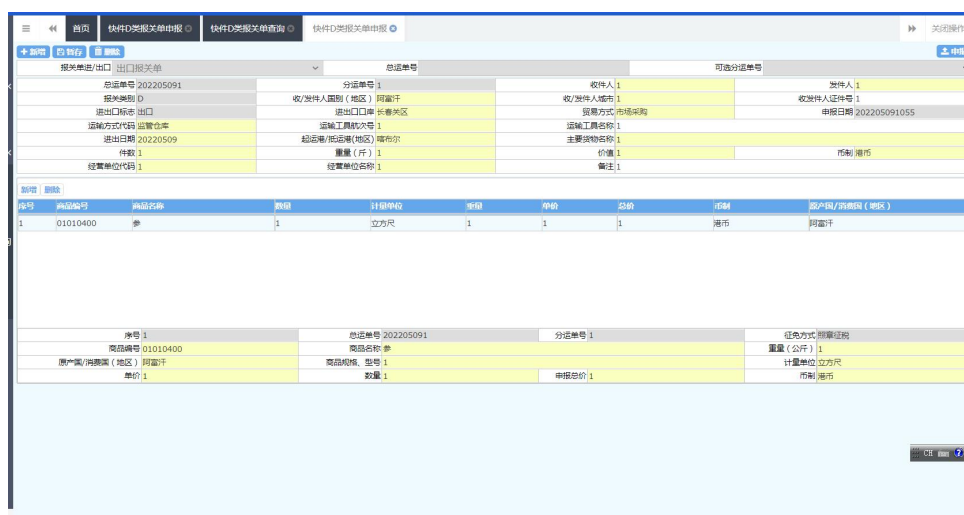 首页 快件D类报关单申报 快件D类报关单查询 快件D类报关单申报 关闭操作
新增 暂存 删除 申报
报关单进/出口 出口报关单 总运单号 可选分运单号
总运单号 202205091 分运单号 1 收件人 1 发件人 1
报关类别 D 收/发件人国别（地区） 阿富汗 收/发件人城市 1 收发件人证件号 1
进出口标志 出口 进出口口岸 长春关区 贸易方式 市场采购 申报日期 202205091055
运输方式代码 监管仓库 运输工具航次号 1 运输工具名称 1
进出日期 20220509 起运港/抵运港(地区) 喀布尔 主要货物名称 1
件数 1 重量（斤） 1 价值 1 币制 港币
经营单位代码 1 经营单位名称 1 备注 1
新增 删除
序号 商品编号 商品名称 数量 计量单位 重量 单价 总价 币制 原产国/消费国（地区）
1 01010400 参 1 立方尺 1 1 1 港币 阿富汗
序号 1 总运单号 202205091 分运单号 1 征免方式 照章征税
商品编号 01010400 商品名称 参 重量（公斤） 1
原产国/消费国（地区） 阿富汗 商品规格、型号 1 计量单位 立方尺
单价 1 数量 1 申报总价 1 币制 港币
CH